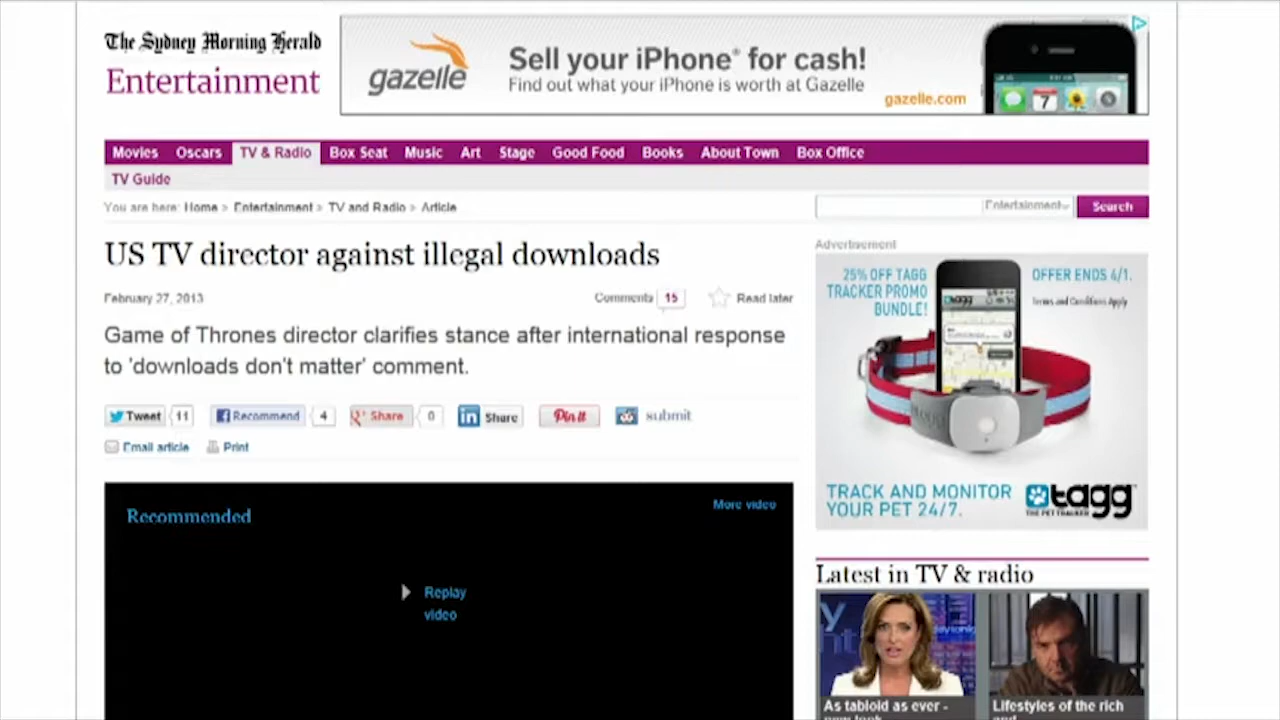 The Sydney Morning Herald
Entertainment
gazelle
Sell your iPhone® for cash!
Find out what your iPhone is worth at Gazelle
gazelle.com
7
Movies Oscars TV & Radio Box Seat Music Art Stage Good Food Books About Town Box Office
TV Guide
You are here: Home » Entertainment » TV and Radio » Article
Entertainment
Search
US TV director against illegal downloads
February 27, 2013
Comments 15
Read later
Game of Thrones director clarifies stance after international response
to 'downloads don't matter' comment.
Tweet 11
Recommend 4
Share 0
in Share
Pin it
submit
Email article
Print
Recommended
More video
Replay
video
Advertisement
25% OFF TAGG
TRACKER PROMO
BUNDLE!
OFFER ENDS 4/1.
Terms and Conditions Apply
tagg
TRACK AND MONITOR
YOUR PET 24/7.
tagg
THE PET TRACKER
Latest in TV & radio
As tabloid as ever -
Lifestyles of the rich